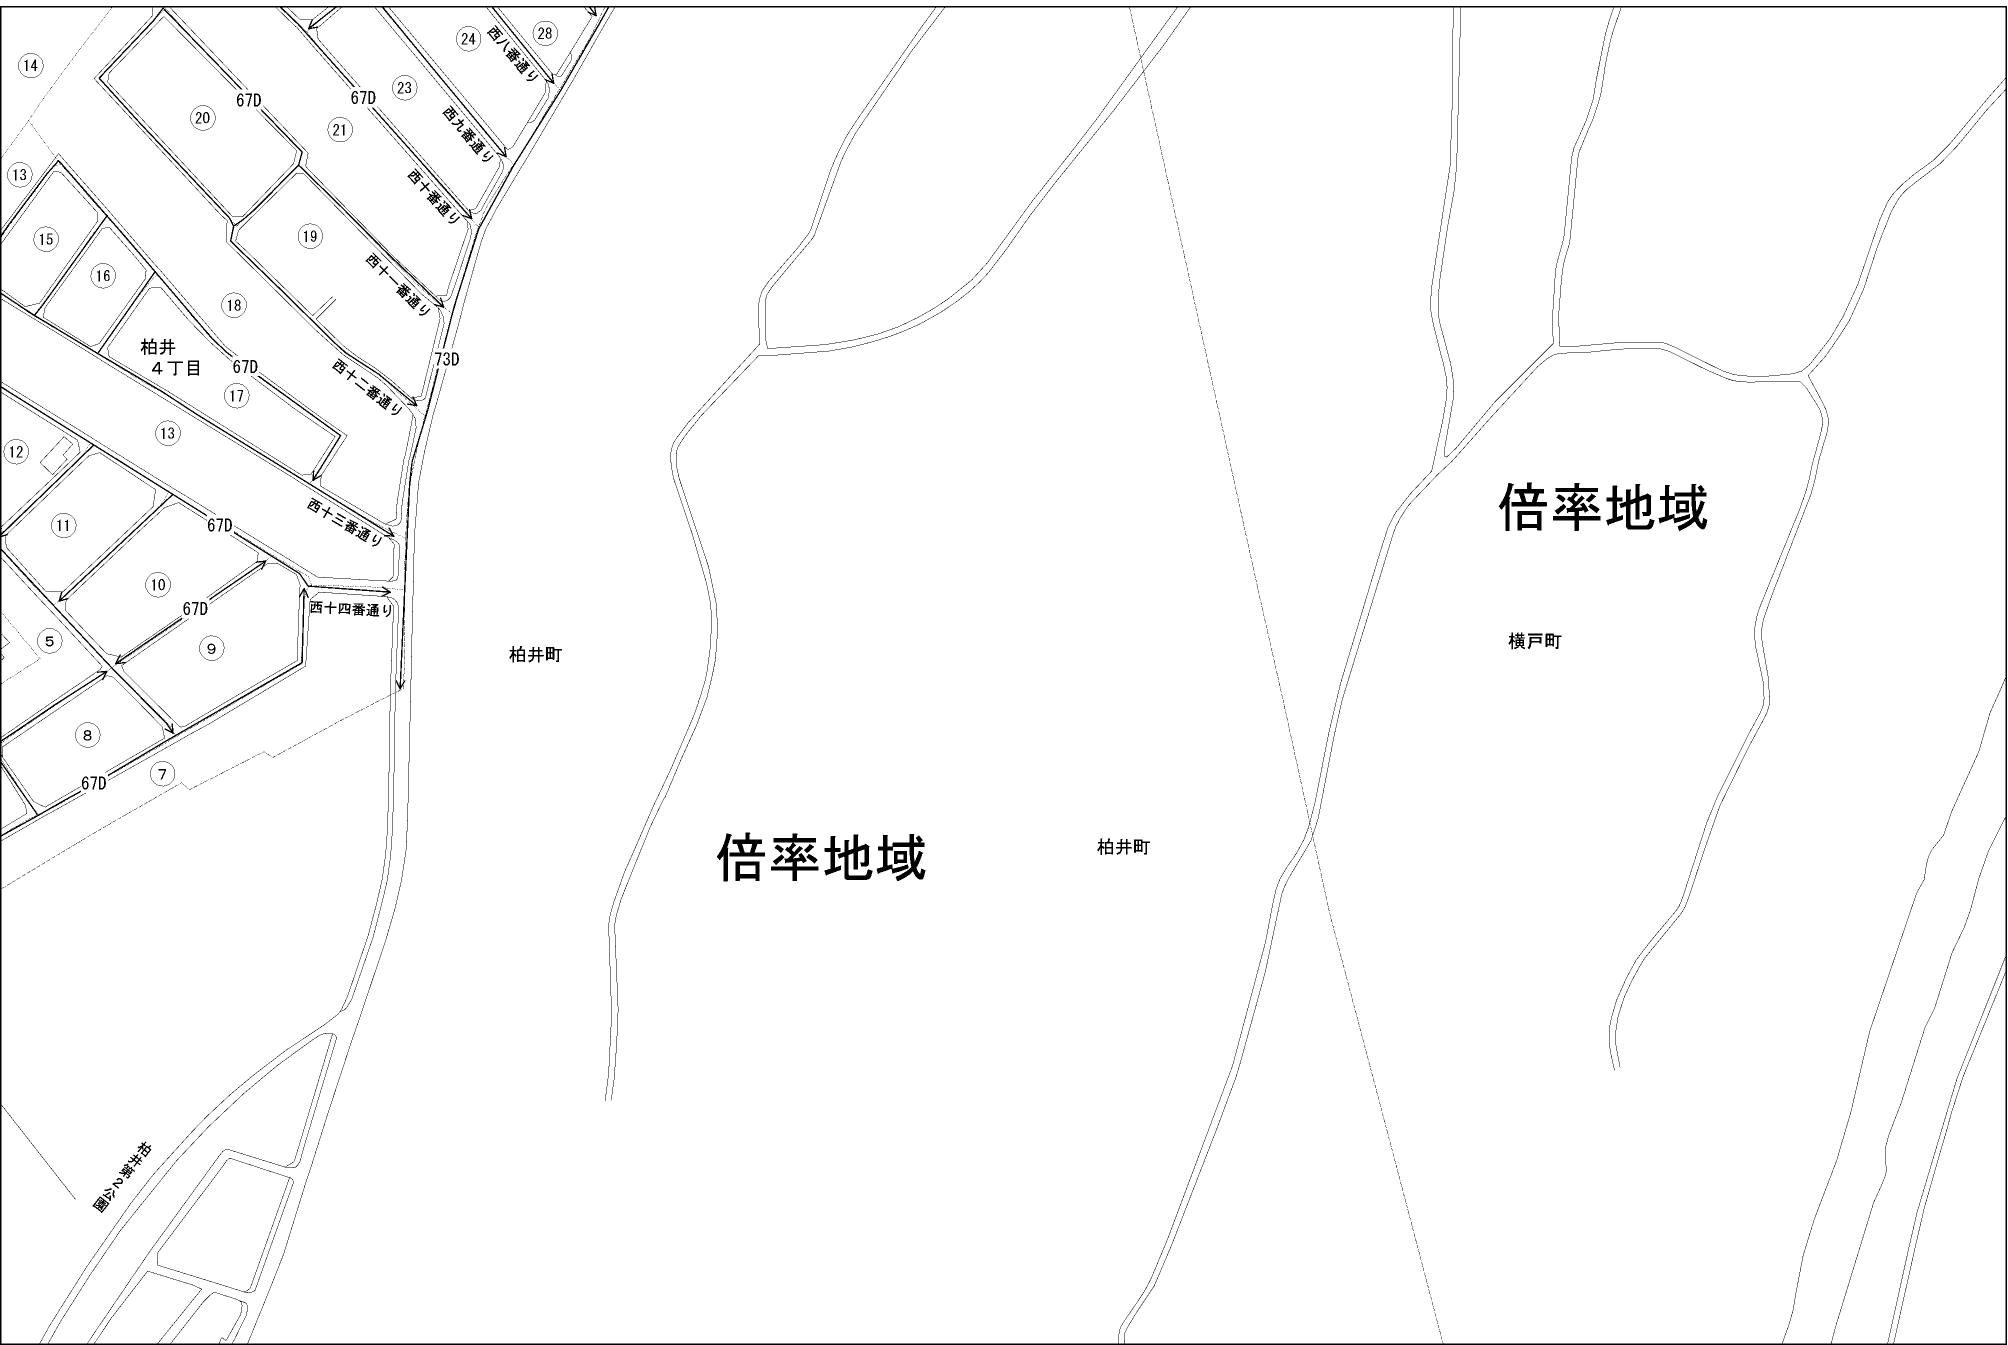 28
24
西八番通り
14
23
67D
67D
20
21
西九番通り
13
西十番通り
15
19
16
西十一番通り
18
柏井
４丁目
67D
73D
17
西十二番通り
13
12
倍率地域
11
67D
西十三番通り
10
67D
西十四番通り
5
9
柏井町
横戸町
8
7
67D
倍率地域
柏井町
柏井第２公園